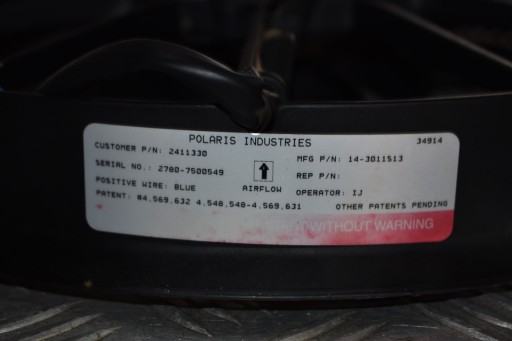 POLARIS INDUSTRIES 34914
CUSTOMER P/N: 2411330 MFG P/N: 14-3011513
SERIAL NO.: 2780-7500549 REP P/N:
POSITIVE WIRE: BLUE AIRFLOW OPERATOR: IJ
PATENT: #4,569,632 4,548,548-4,569,631 OTHER PATENTS PENDING
WITHOUT WARNING